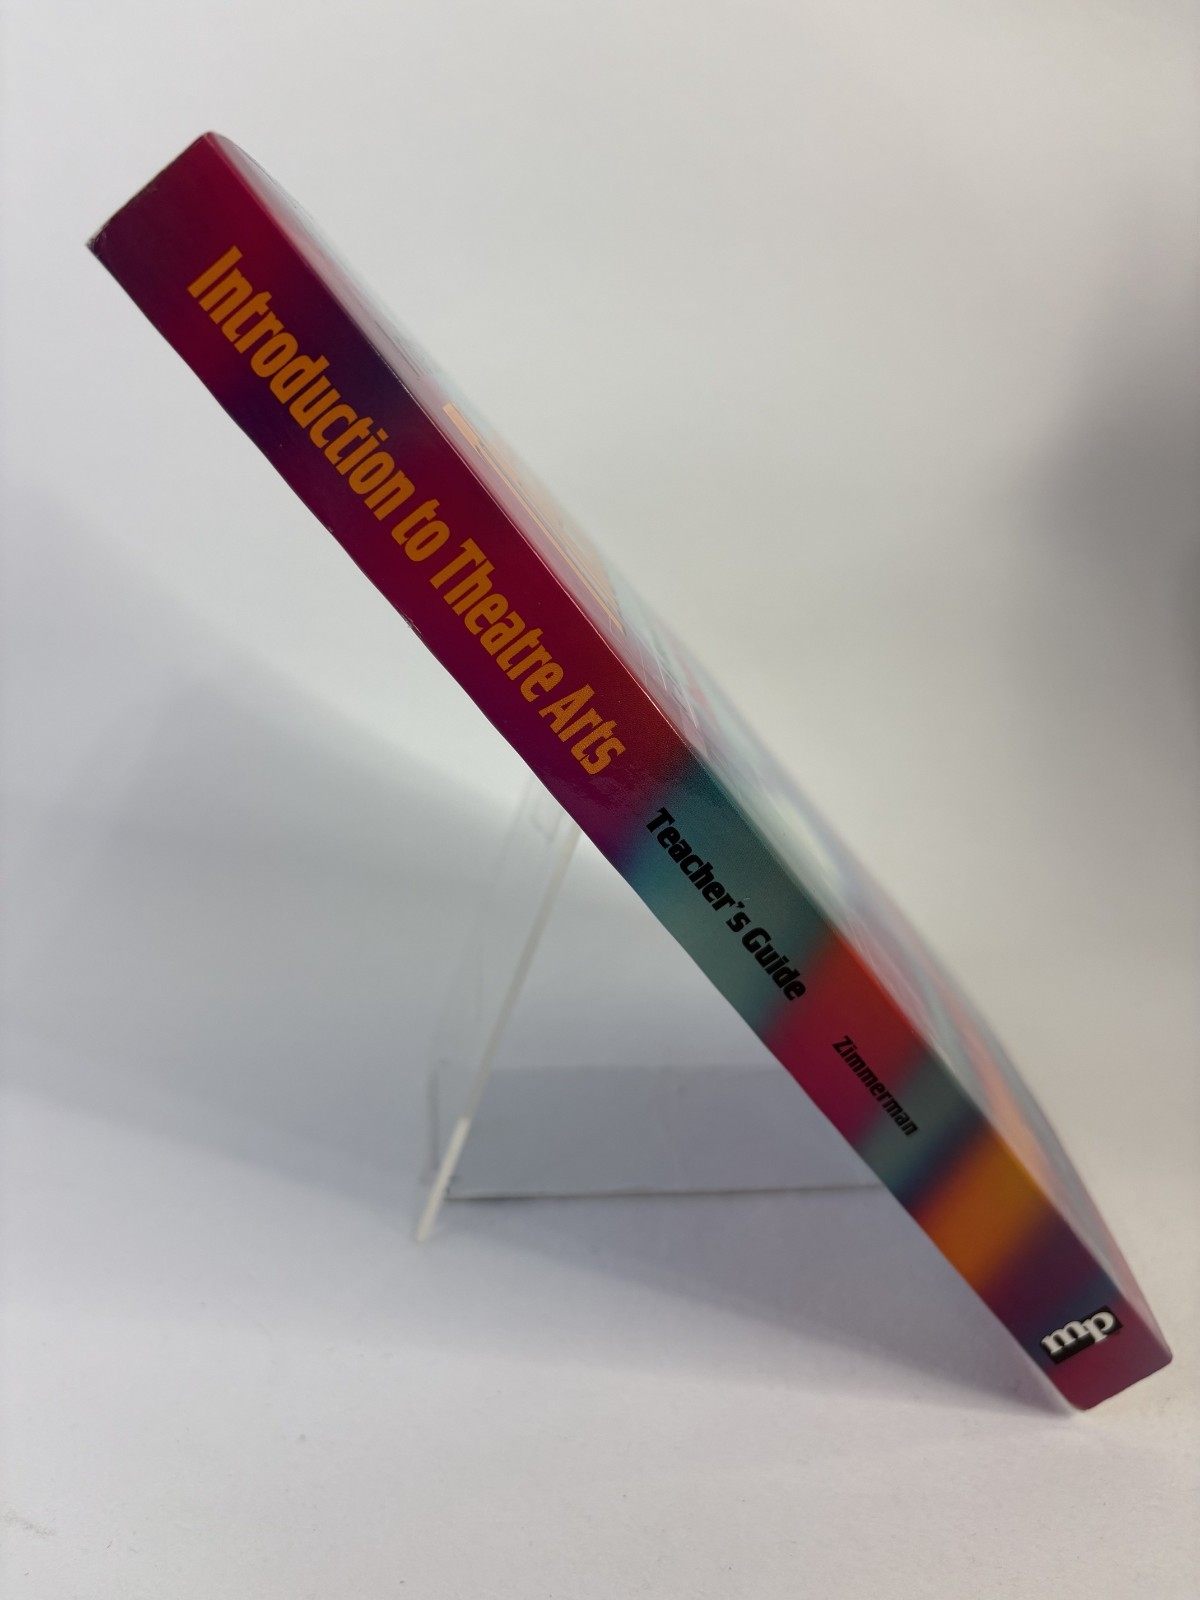 Introduction to Theatre Arts
Teacher's Guide
Zimmerman
mp